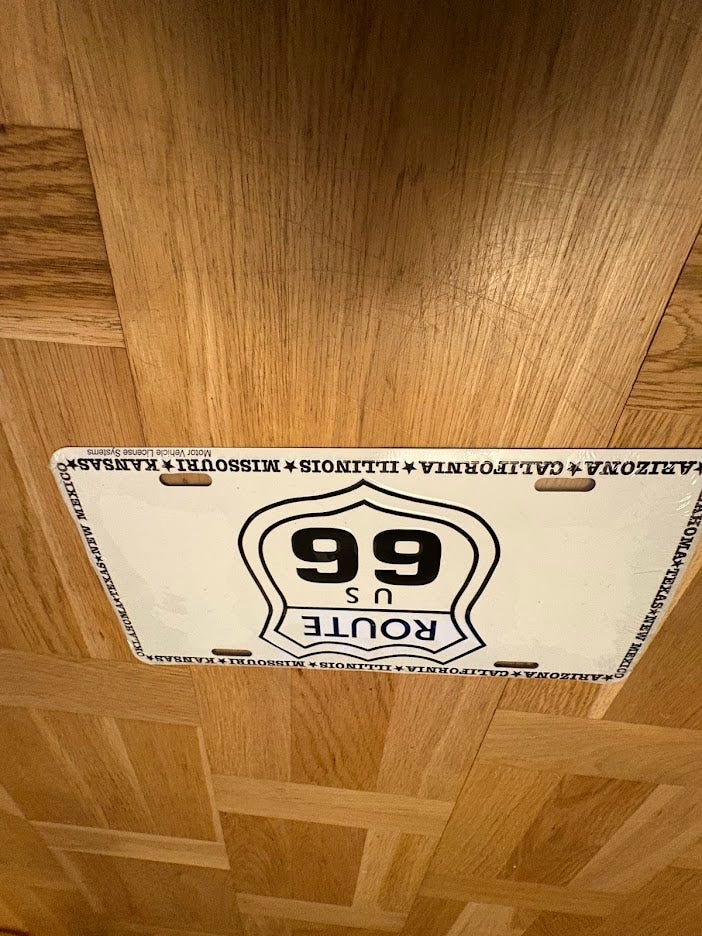 ★ARIZONA★CALIFORNIA★ILLINOIS★MISSOURI★KANSAS★
OKLAHOMA★TEXAS★NEW MEXICO
ROUTE
US
66
OKLAHOMA★TEXAS★NEW MEXICO
ARIZONA★CALIFORNIA★ILLINOIS★MISSOURI★KANSAS★
Motor Vehicle License Systems